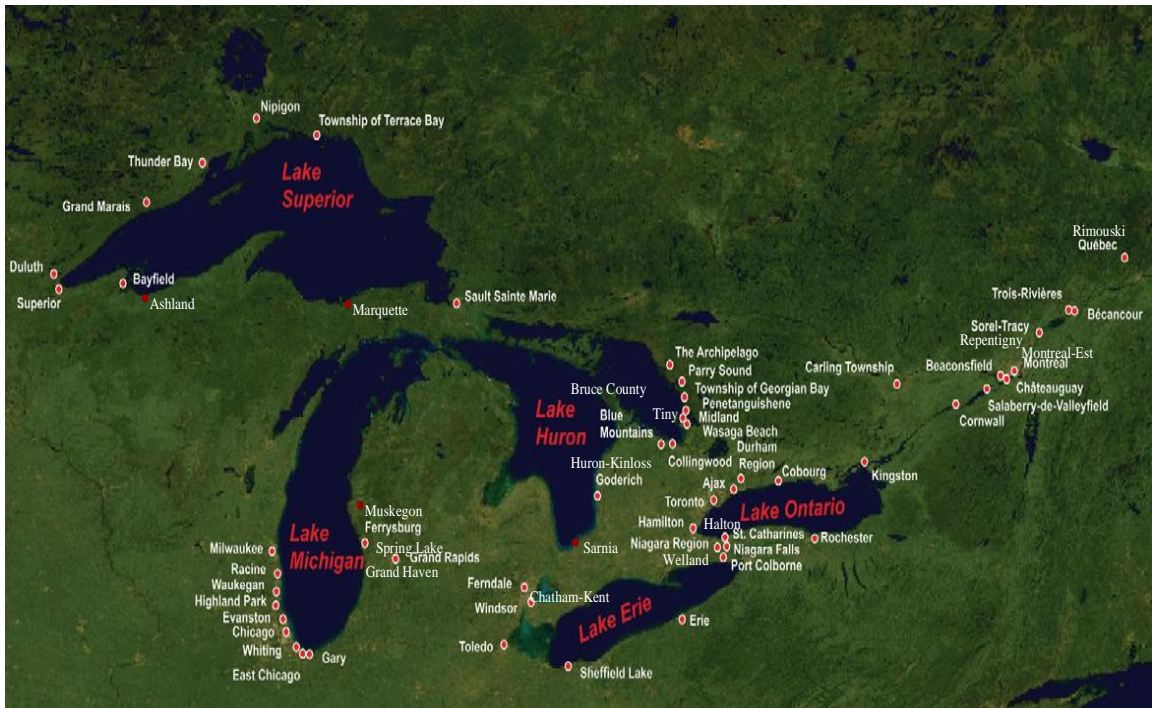 Nipigon
Township of Terrace Bay
Thunder Bay
Lake
Superior
Grand Marais
Rimouski
Québec
Duluth
Bayfield
Superior
Ashland
Marquette
Sault Sainte Marie
Trois-Rivières
Bécancour
Sorel-Tracy
Repentigny
The Archipelago
Parry Sound
Carling Township
Beaconsfield
Montreal-Est
Montréal
Châteauguay
Salaberry-de-Valleyfield
Cornwall
Bruce County
Township of Georgian Bay
Penetanguishene
Tiny
Midland
Lake
Huron
Blue
Mountains
Wasaga Beach
Durham
Region
Collingwood
Huron-Kinloss
Goderich
Cobourg
Kingston
Ajax
Toronto
Lake Ontario
Muskegon
Ferrysburg
Lake
Michigan
Spring Lake
Grand Rapids
Grand Haven
Sarnia
Hamilton
Halton
St. Catharines
Rochester
Niagara Region
Niagara Falls
Welland
Port Colborne
Milwaukee
Racine
Waukegan
Highland Park
Evanston
Chicago
Whiting
Gary
East Chicago
Ferndale
Chatham-Kent
Windsor
Lake Erie
Erie
Toledo
Sheffield Lake